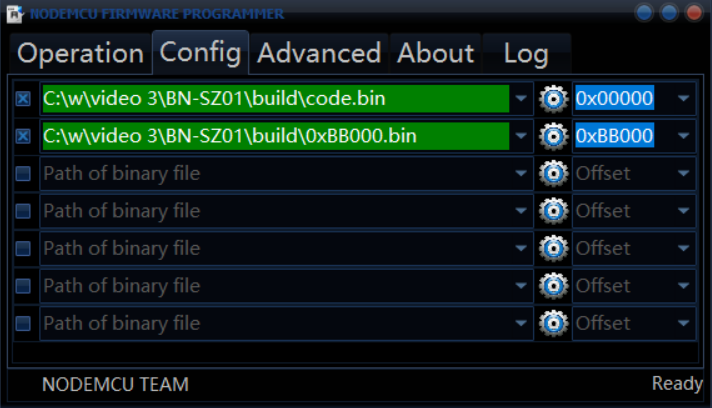 NODEMCU FIRMWARE PROGRAMMER
Operation Config Advanced About Log
C:\w\video 3\BN-SZ01\build\code.bin 0x00000
C:\w\video 3\BN-SZ01\build\0xBB000.bin 0xBB000
Path of binary file Offset
Path of binary file Offset
Path of binary file Offset
Path of binary file Offset
Path of binary file Offset
NODEMCU TEAM Ready